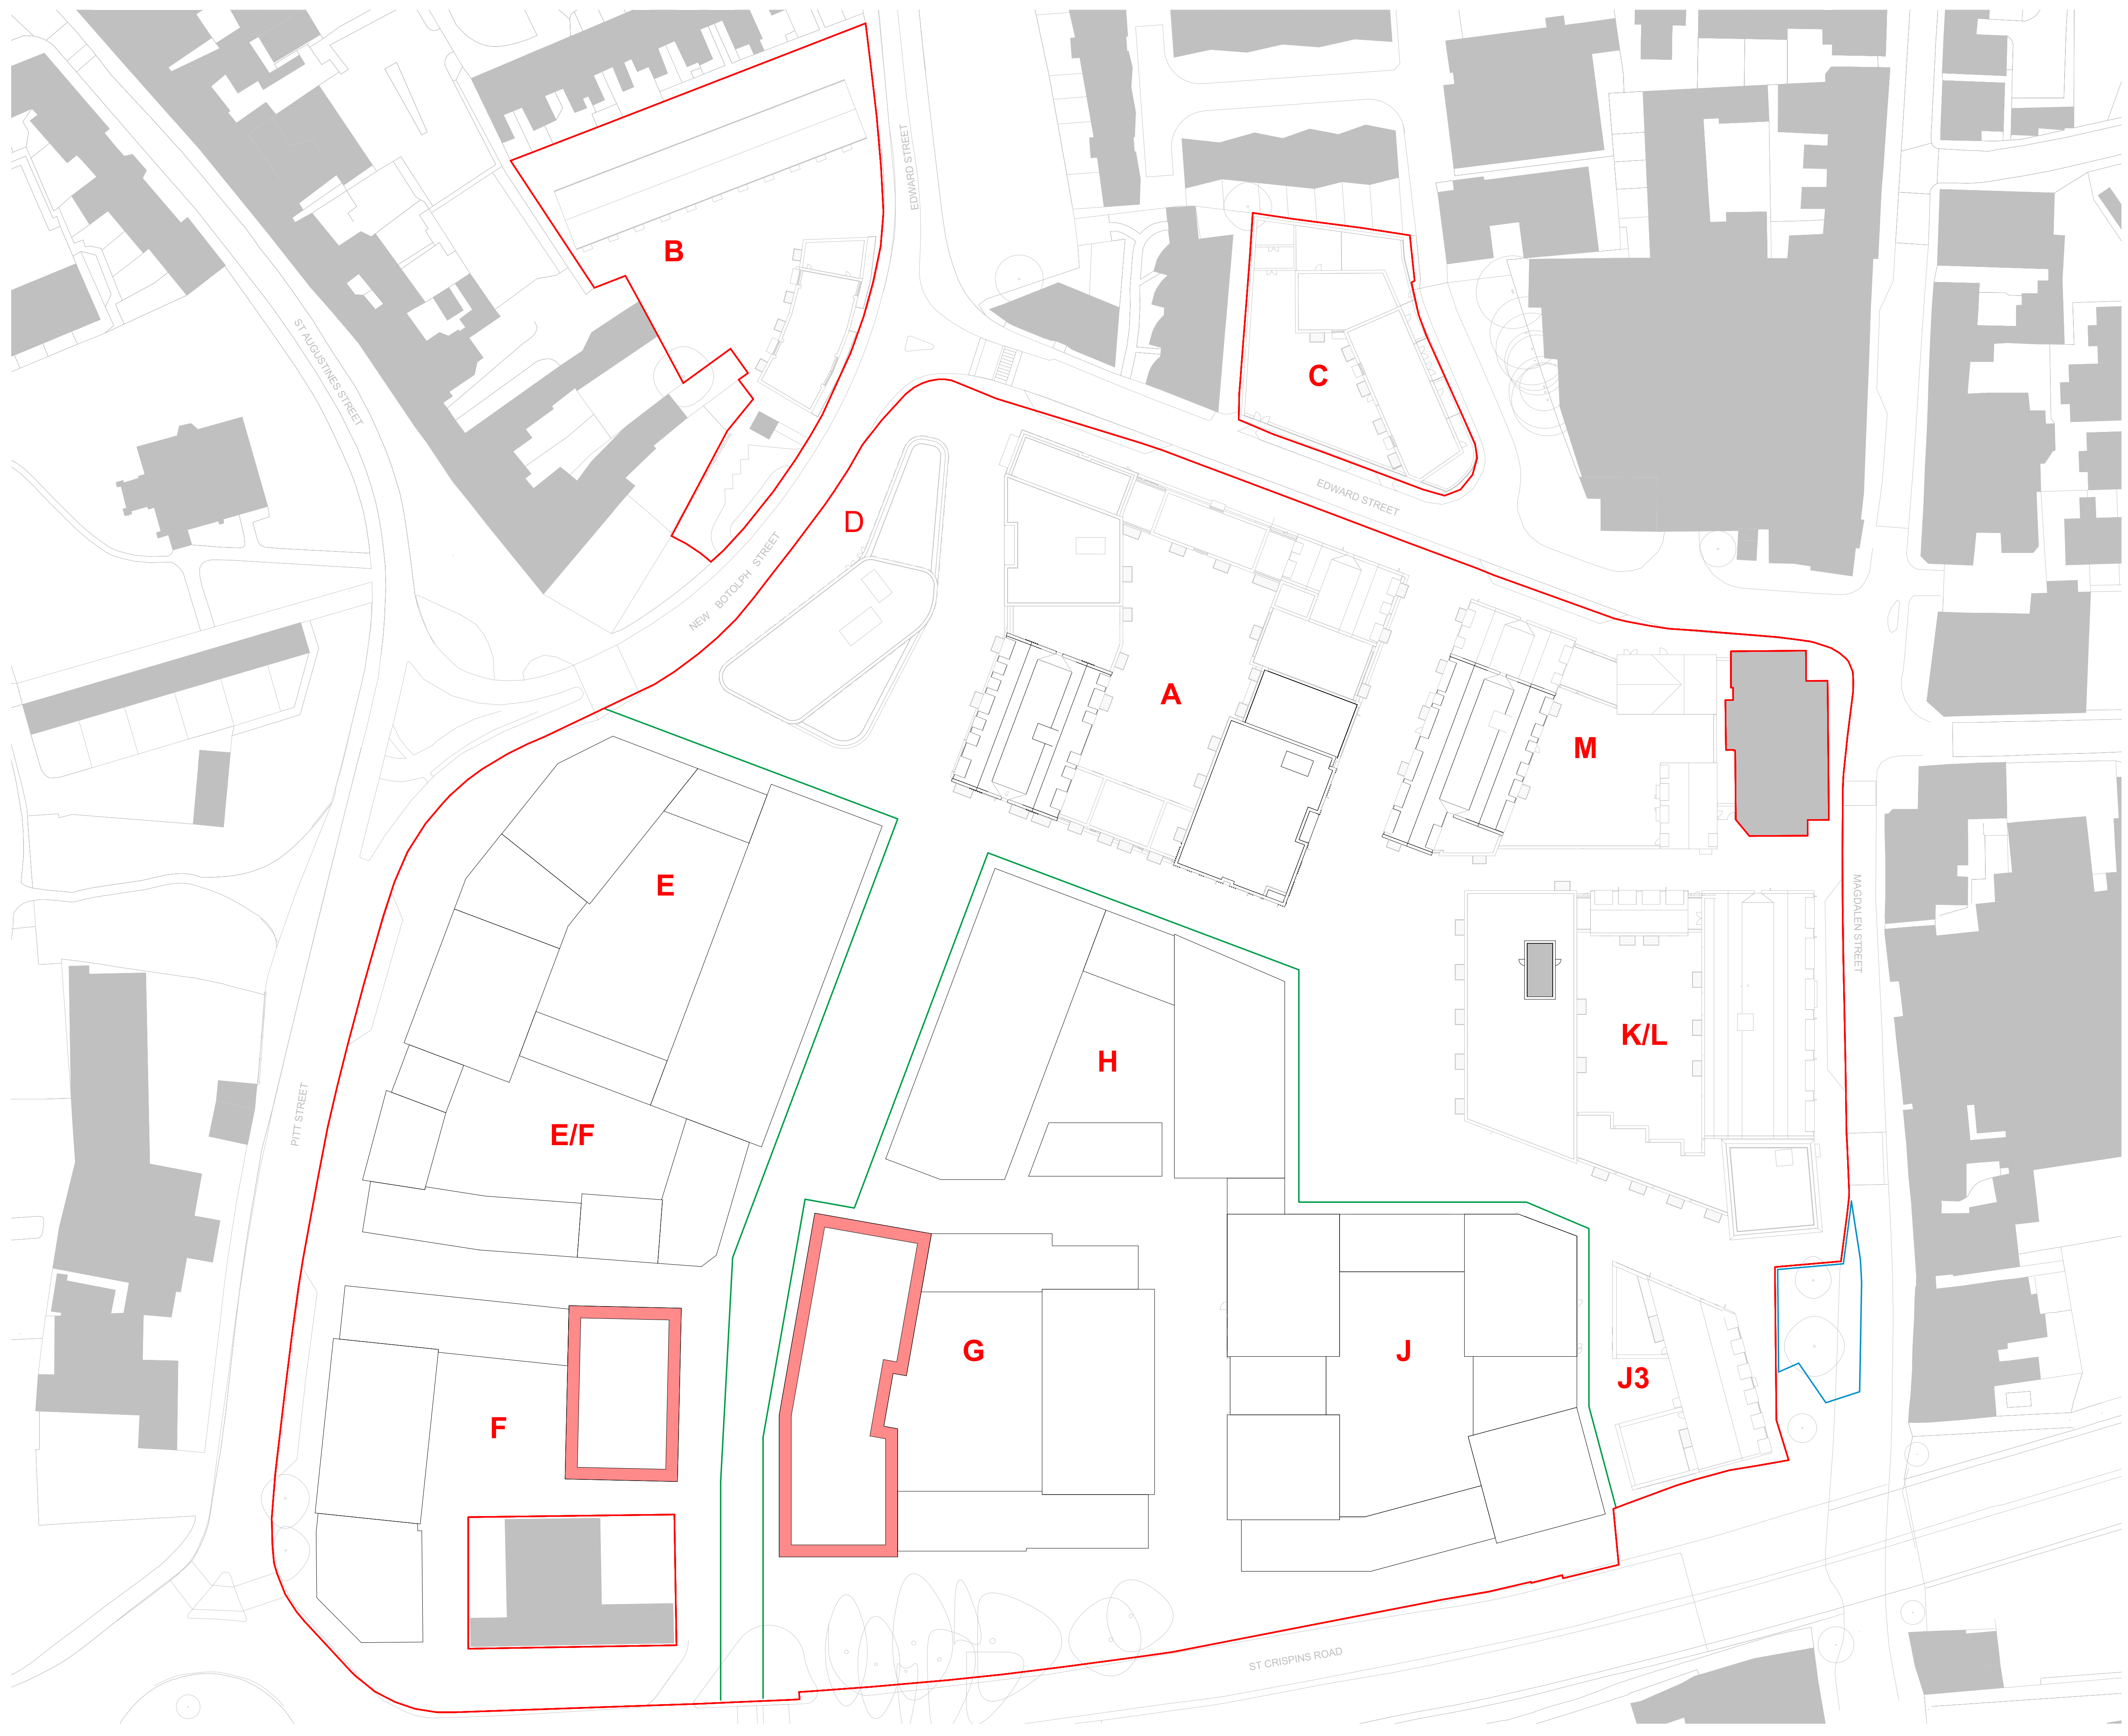 EDWARD STREET
B
ST AUGUSTINES STREET
C
EDWARD STREET
D
NEW BOTOLPH STREET
A
M
E
MAGDALEN STREET
K/L
H
PITT STREET
E/F
G
J
J3
F
ST CRISPINS ROAD